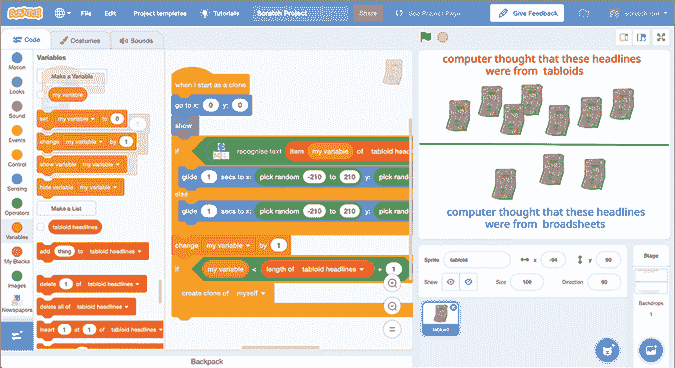 SCRATCH
File
Edit
Project templates
Tutorials
Scratch Project
Share
See Project Page
Give Feedback
Code
Costumes
Sounds
Motion
Looks
Sound
Events
Control
Sensing
Operators
Variables
My Blocks
Images
Newspapers
Variables
Make a Variable
my variable
set my variable to 0
change my variable by 1
show variable my variable
hide variable my variable
Make a List
tabloid headlines
add thing to tabloid headlines
delete 1 of tabloid headlines
delete all of tabloid headlines
insert 1 at 1 of tabloid headlines
when I start as a clone
go to x: 0 y: 0
show
if recognise text item my variable of tabloid
glide 1 secs to x: pick random -210 to 210 y: pick random
else
glide 1 secs to x: pick random -210 to 210 y: pick random
change my variable by 1
if my variable < length of tabloid headlines + 1
create clone of myself
Backpack
computer thought that these headlines
were from tabloids
computer thought that these headlines
were from broadsheets
Sprite tabloid x y 90
Show Size 100 Direction 90
Stage
Backdrops
1